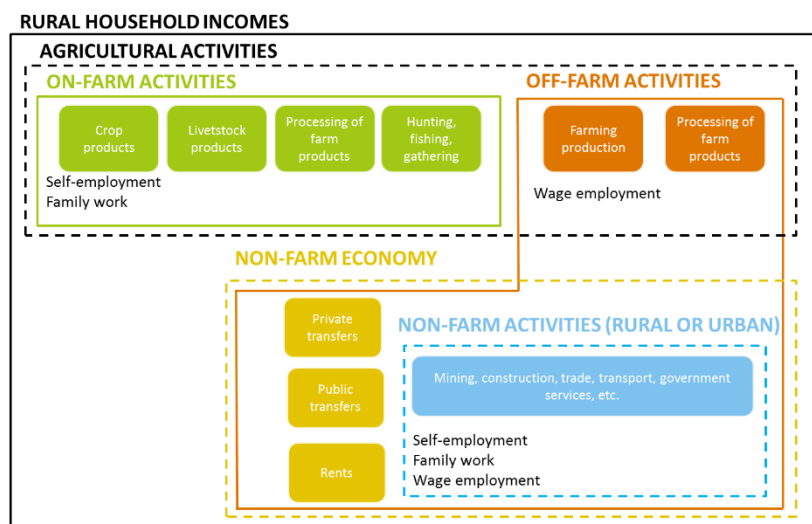 RURAL HOUSEHOLD INCOMES
AGRICULTURAL ACTIVITIES
ON-FARM ACTIVITIES
OFF-FARM ACTIVITIES
Crop
products
Livetstock
products
Processing of
farm
products
Hunting,
fishing,
gathering
Farming
production
Processing of
farm
products
Self-employment
Family work
Wage employment
NON-FARM ECONOMY
Private
transfers
NON-FARM ACTIVITIES (RURAL OR URBAN)
Mining, construction, trade, transport, government
services, etc.
Public
transfers
Self-employment
Family work
Wage employment
Rents